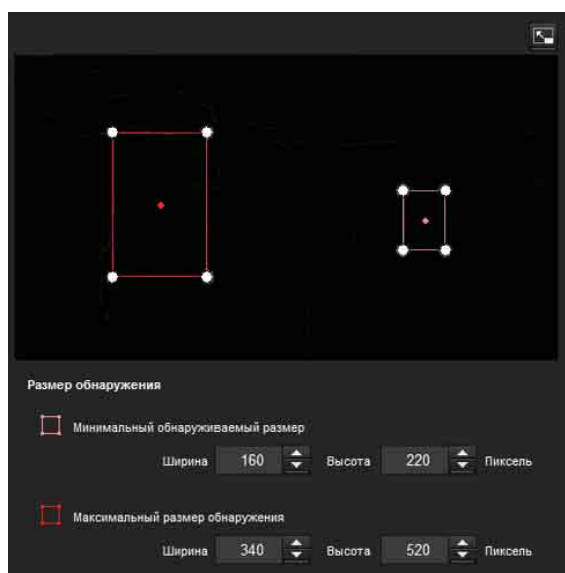 Размер обнаружения
Минимальный обнаруживаемый размер
Ширина 160 Высота 220 Пиксель
Максимальный размер обнаружения
Ширина 340 Высота 520 Пиксель